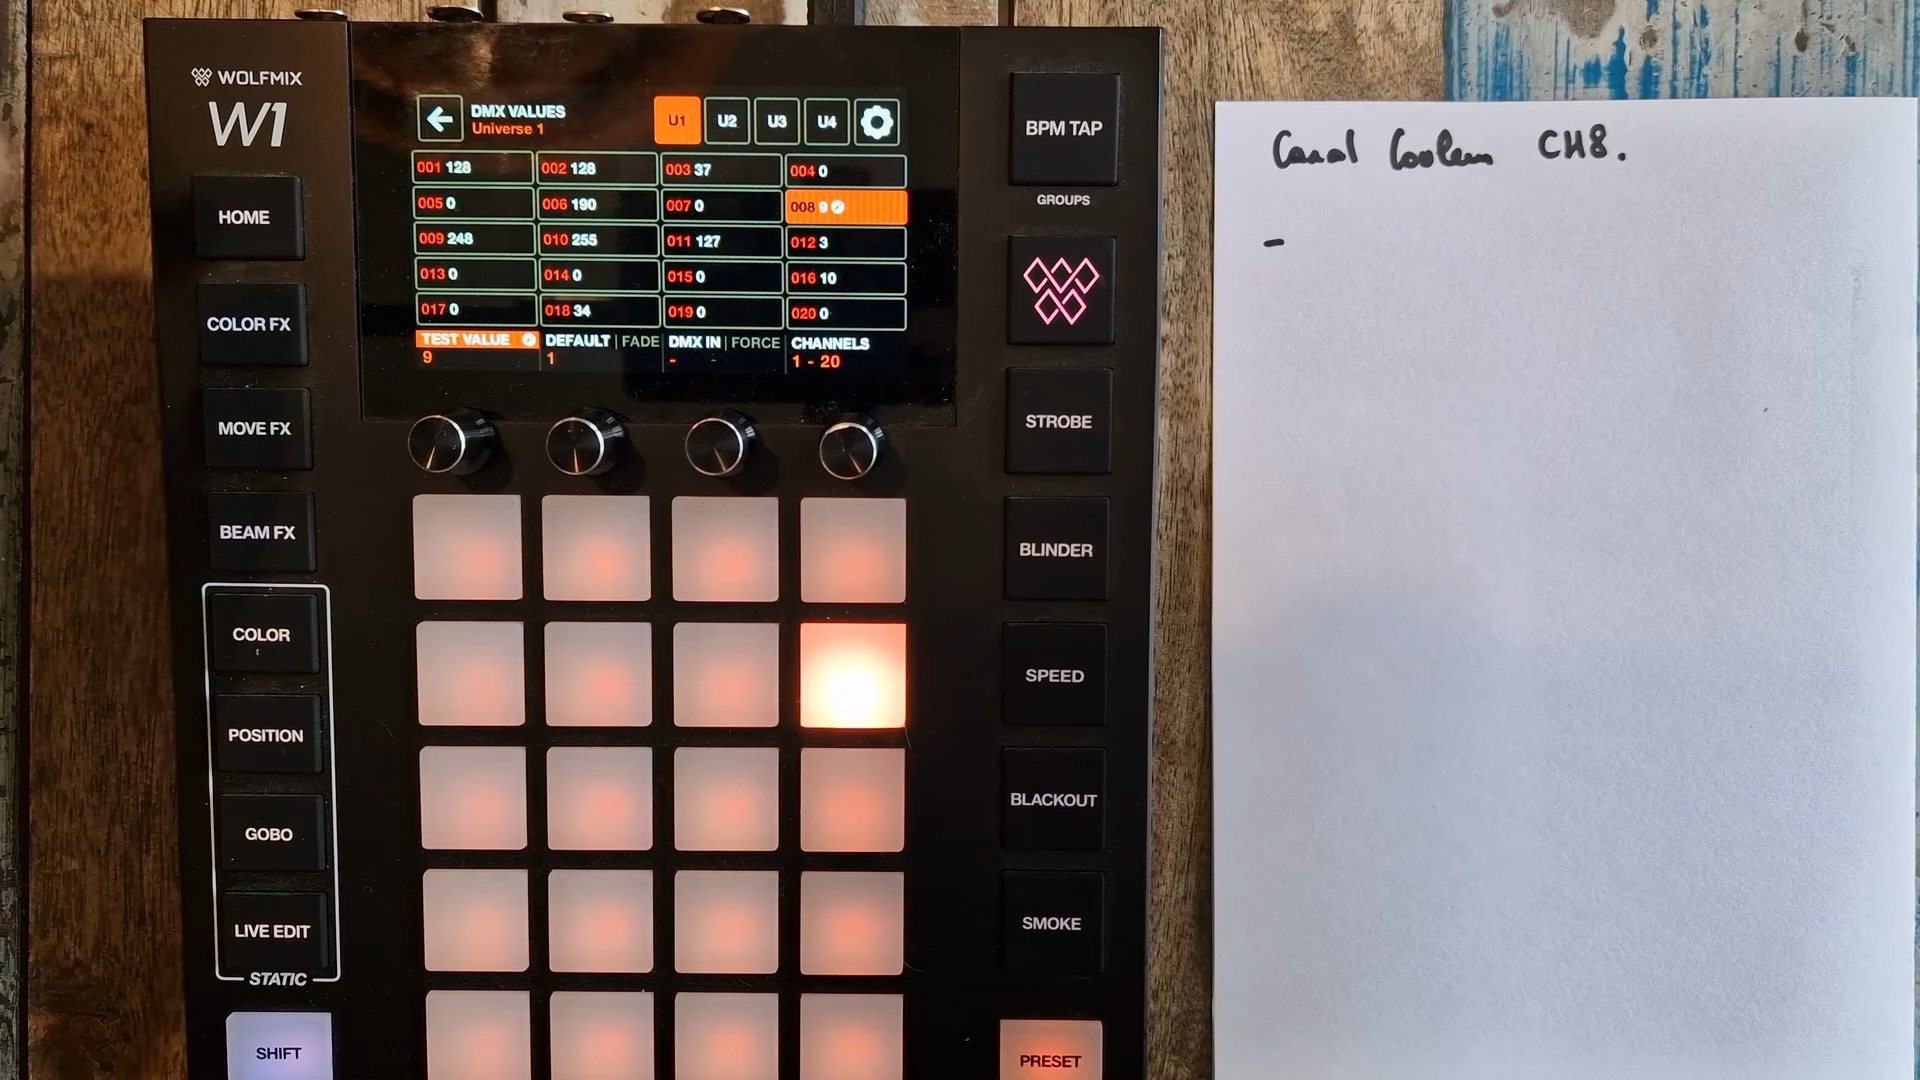 WOLFMIX
W1
HOME
COLOR FX
MOVE FX
BEAM FX
COLOR
POSITION
GOBO
LIVE EDIT
STATIC
SHIFT
DMX VALUES
Universe 1
U1 U2 U3 U4
001 128 002 128 003 37 004 0
005 0 006 190 007 0 008 9
009 248 010 255 011 127 012 3
013 0 014 0 015 0 016 10
017 0 018 34 019 0 020 0
TEST VALUE DEFAULT | FADE DMX IN | FORCE CHANNELS
9 1 - - 1 - 20
BPM TAP
GROUPS
STROBE
BLINDER
SPEED
BLACKOUT
SMOKE
PRESET
Canal CH8.
-